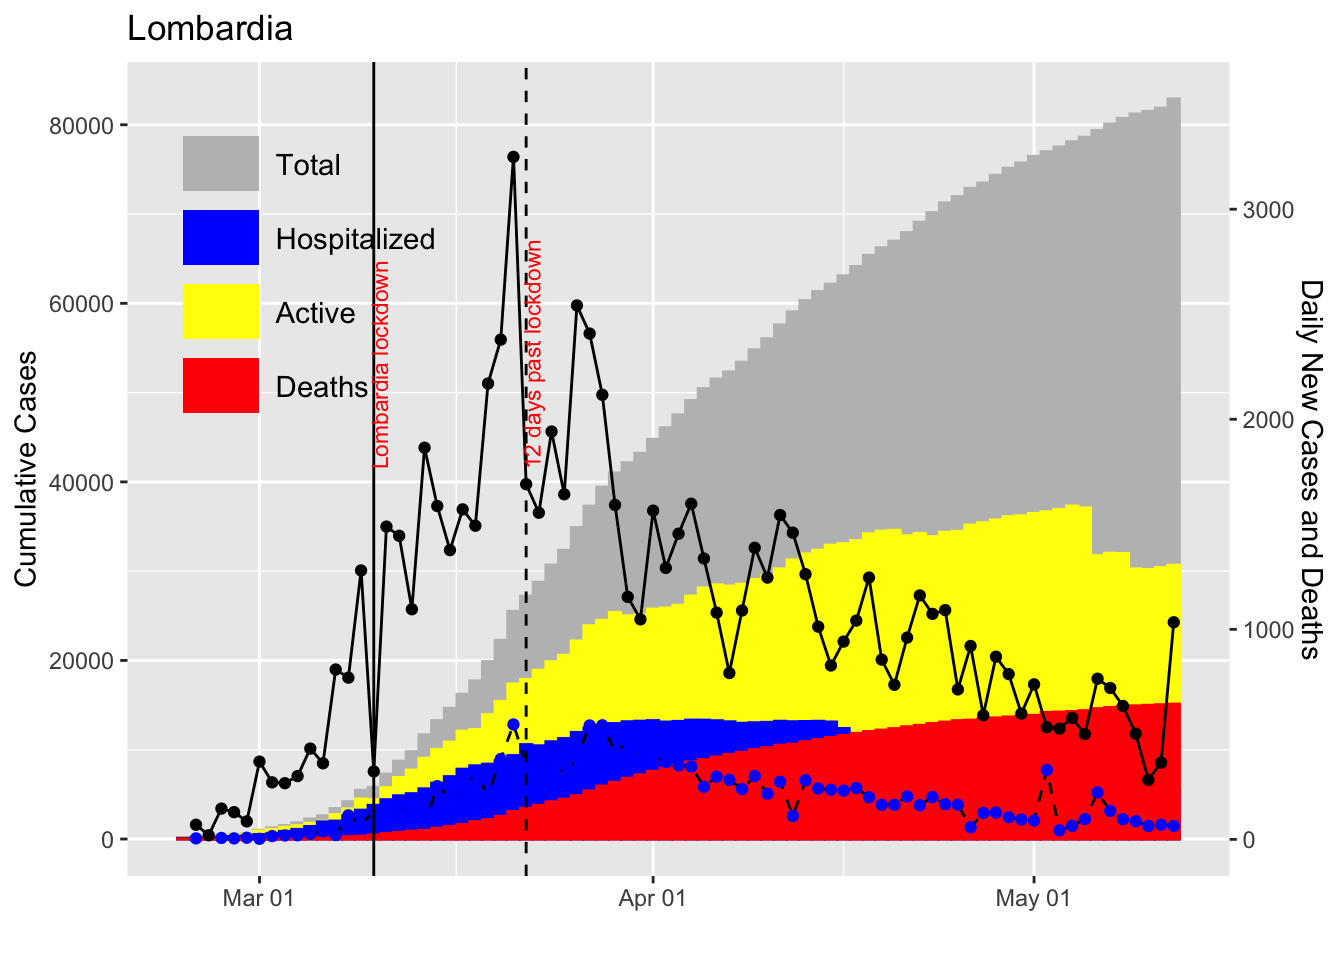 Lombardia
Cumulative Cases
80000
60000
40000
20000
0
Total
Hospitalized
Active
Deaths
Lombardia lockdown
12 days past lockdown
3000
2000
1000
0
Daily New Cases and Deaths
Mar 01
Apr 01
May 01